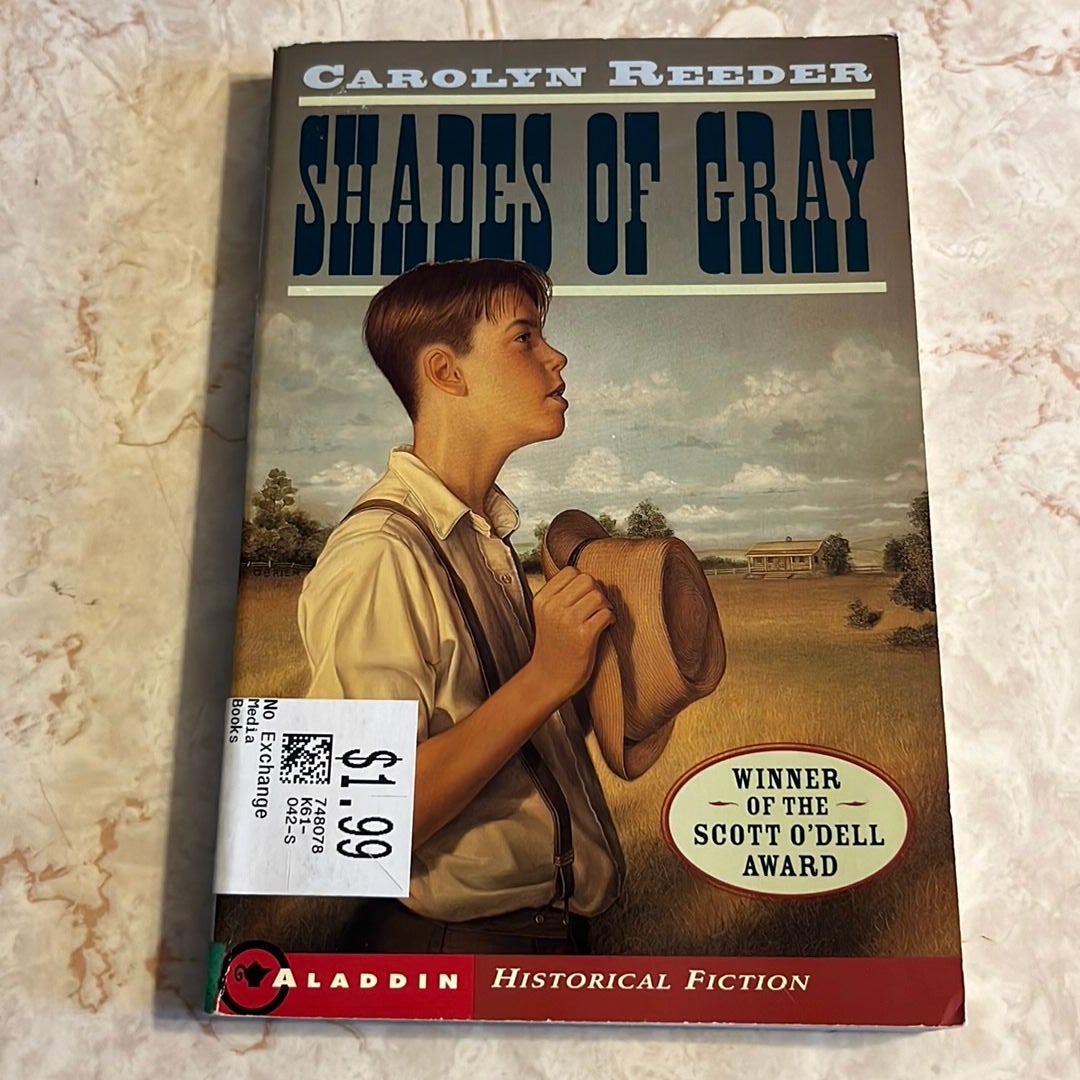 CAROLYN REEDER
SHADES OF GRAY
O'BRIEN
$1.99
748078
K61-
042-S
No Exchange
Media
Books
WINNER
OF THE
SCOTT O'DELL
AWARD
ALADDIN HISTORICAL FICTION